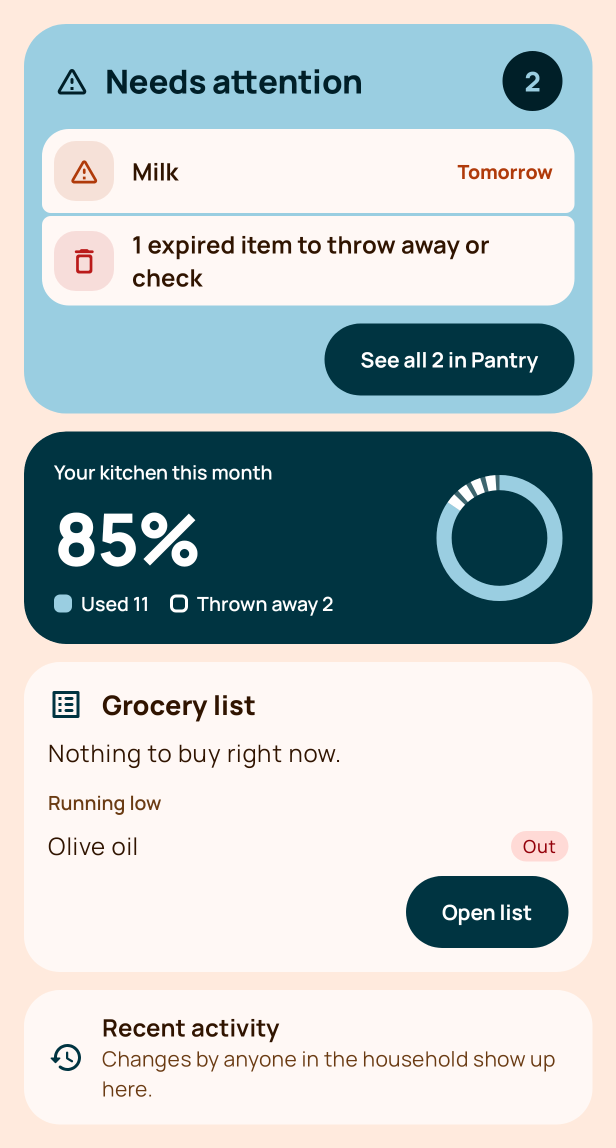 Needs attention
2
Milk
Tomorrow
1 expired item to throw away or
check
See all 2 in Pantry
Your kitchen this month
85%
Used 11
Thrown away 2
Grocery list
Nothing to buy right now.
Running low
Olive oil
Out
Open list
Recent activity
Changes by anyone in the household show up
here.